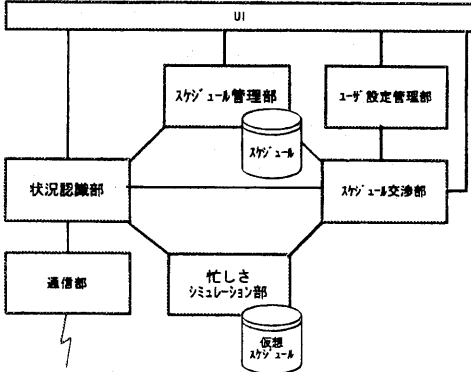 UI
スケジュール管理部
ユーザ設定管理部
スケジュール
状況認識部
スケジュール交渉部
通信部
忙しさ
シミュレーション部
仮想
スケジュール